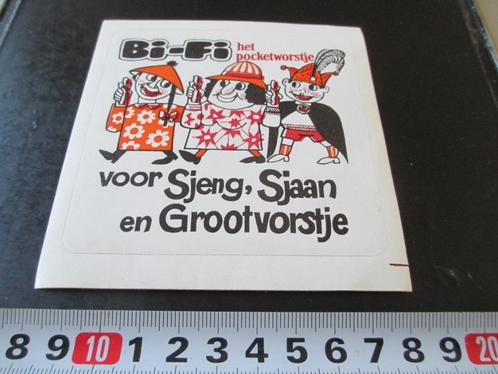 Bi-Fi het
pocketworstje
voor Sjeng, Sjaan
en Grootvorstje
8 9 10 1 2 3 4 5 6 7 8 9 20